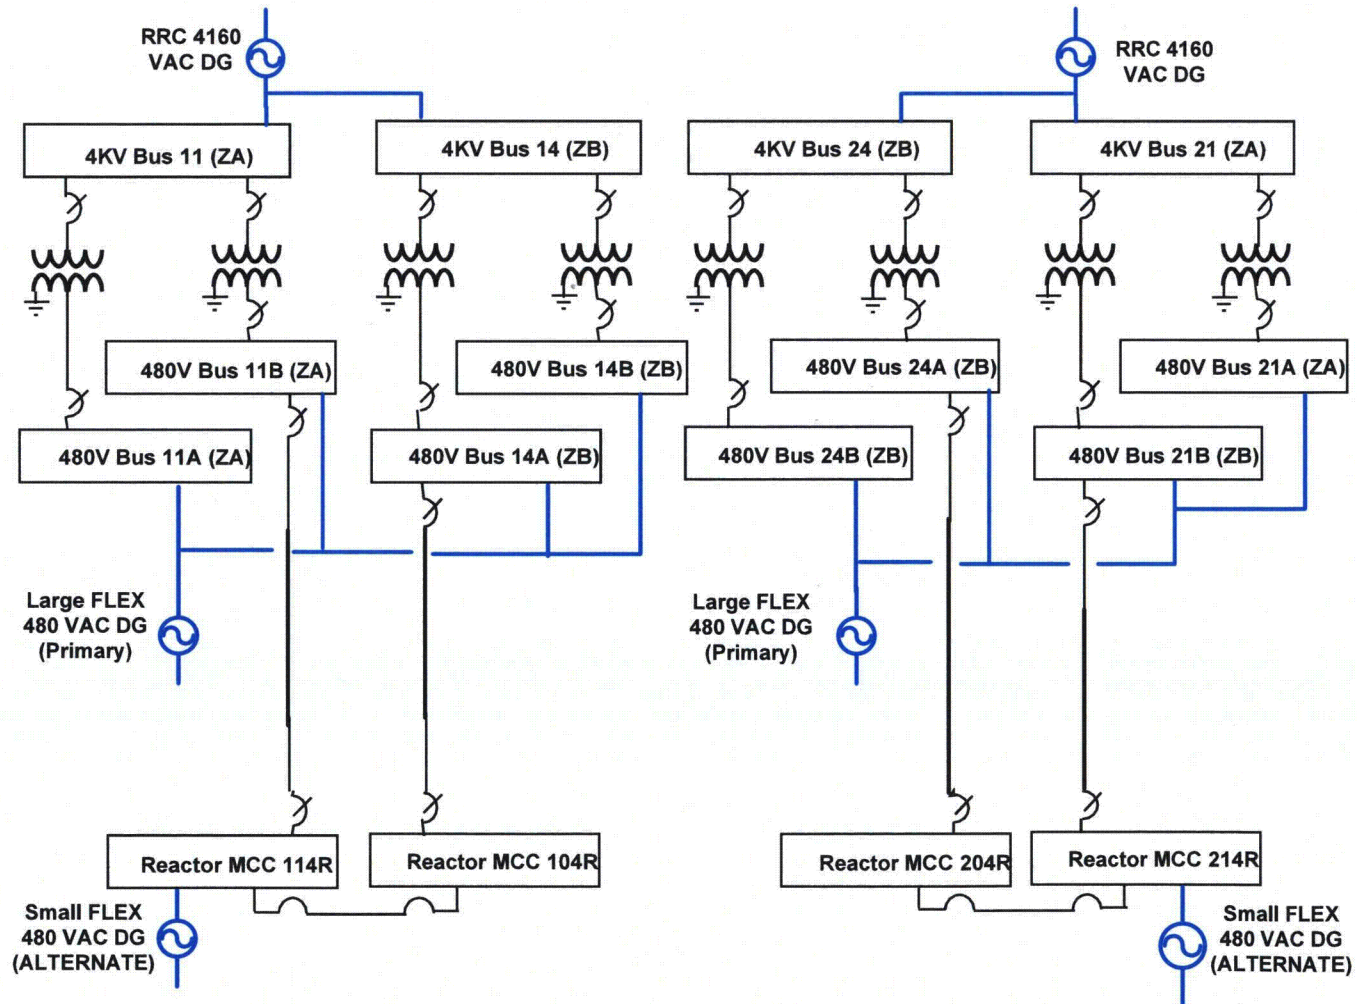 RRC 4160
VAC DG
RRC 4160
VAC DG
4KV Bus 11 (ZA)
4KV Bus 14 (ZB)
4KV Bus 24 (ZB)
4KV Bus 21 (ZA)
480V Bus 11B (ZA)
480V Bus 14B (ZB)
480V Bus 24A (ZB)
480V Bus 21A (ZA)
480V Bus 11A (ZA)
480V Bus 14A (ZB)
480V Bus 24B (ZB)
480V Bus 21B (ZB)
Large FLEX
480 VAC DG
(Primary)
Large FLEX
480 VAC DG
(Primary)
Reactor MCC 114R
Reactor MCC 104R
Reactor MCC 204R
Reactor MCC 214R
Small FLEX
480 VAC DG
(ALTERNATE)
Small FLEX
480 VAC DG
(ALTERNATE)